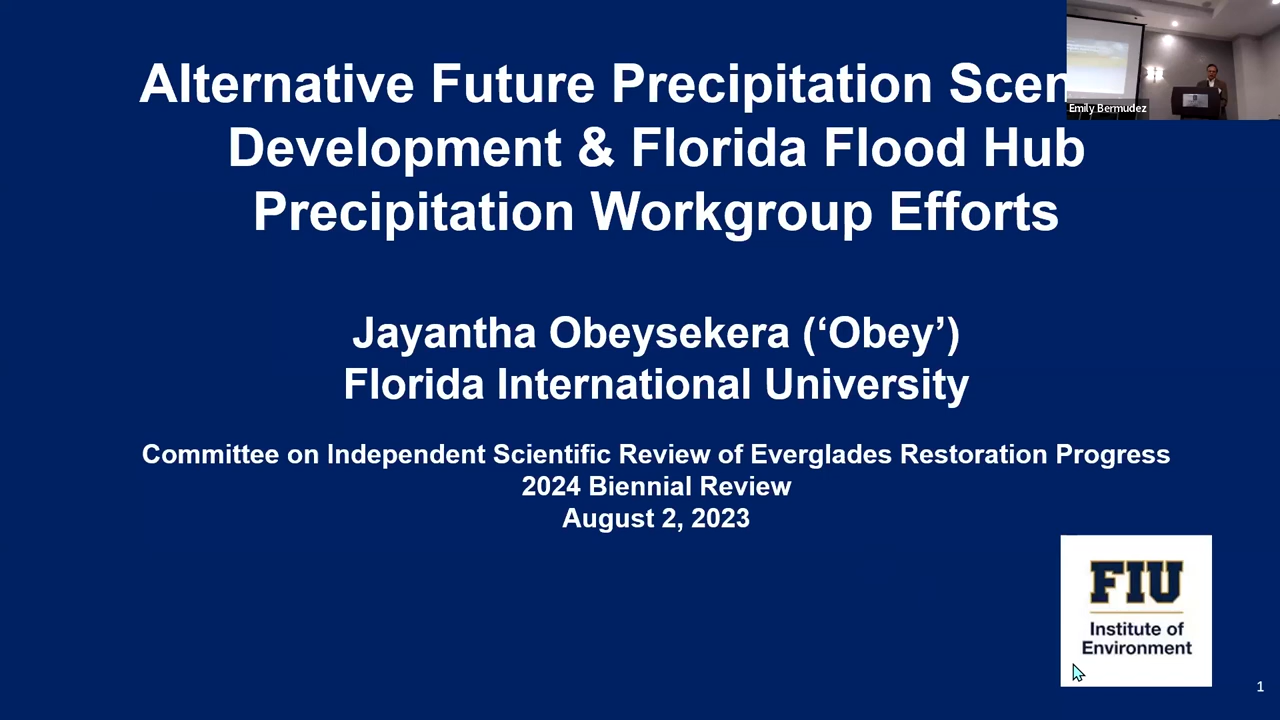 Alternative Future Precipitation Scen
Development & Florida Flood Hub
Precipitation Workgroup Efforts
Emily Bermudez
Jayantha Obeysekera (‘Obey’)
Florida International University
Committee on Independent Scientific Review of Everglades Restoration Progress
2024 Biennial Review
August 2, 2023
FIU
Institute of
Environment
1